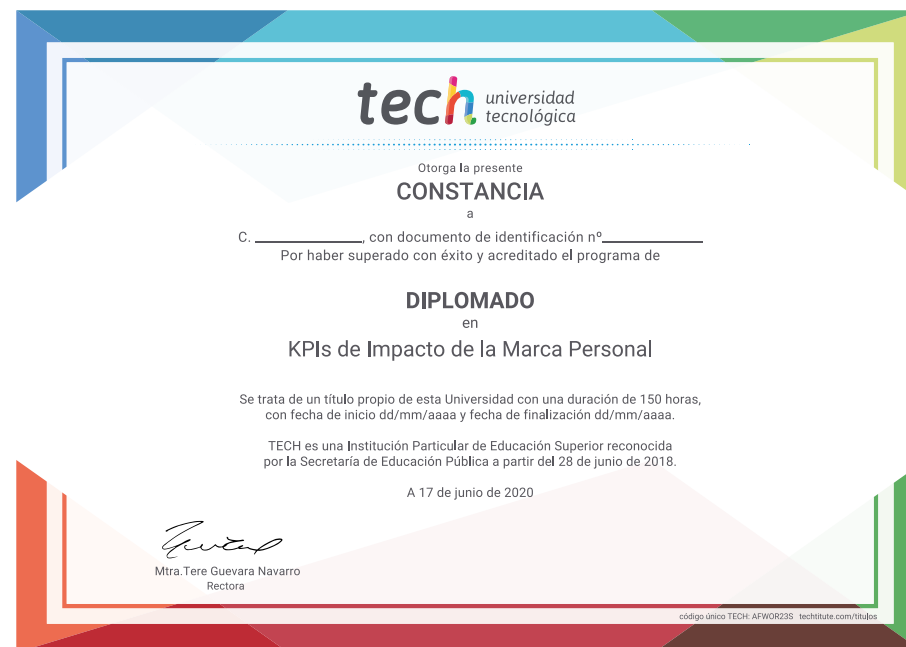 tech universidad
tecnológica
Otorga la presente
CONSTANCIA
a
C. ______________, con documento de identificación nº_____________
Por haber superado con éxito y acreditado el programa de
DIPLOMADO
en
KPIs de Impacto de la Marca Personal
Se trata de un título propio de esta Universidad con una duración de 150 horas,
con fecha de inicio dd/mm/aaaa y fecha de finalización dd/mm/aaaa.
TECH es una Institución Particular de Educación Superior reconocida
por la Secretaría de Educación Pública a partir del 28 de junio de 2018.
A 17 de junio de 2020
Mtra.Tere Guevara Navarro
Rectora
código único TECH: AFWOR23S techtitute.com/titulos